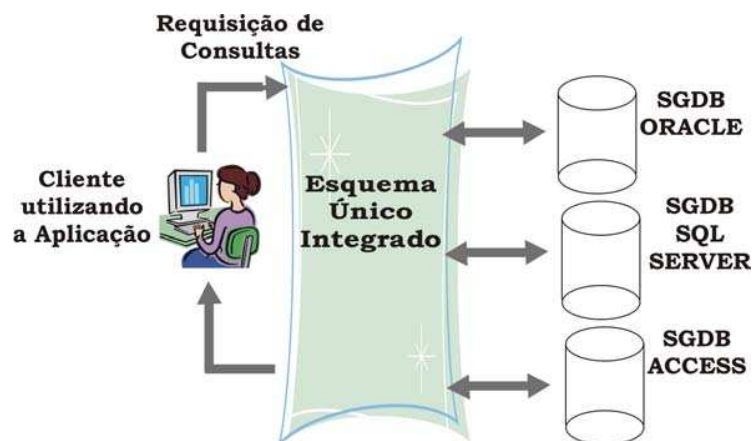 Requisição de
Consultas
Cliente
utilizando
a Aplicação
Esquema
Único
Integrado
SGDB
ORACLE
SGDB
SQL
SERVER
SGDB
ACCESS